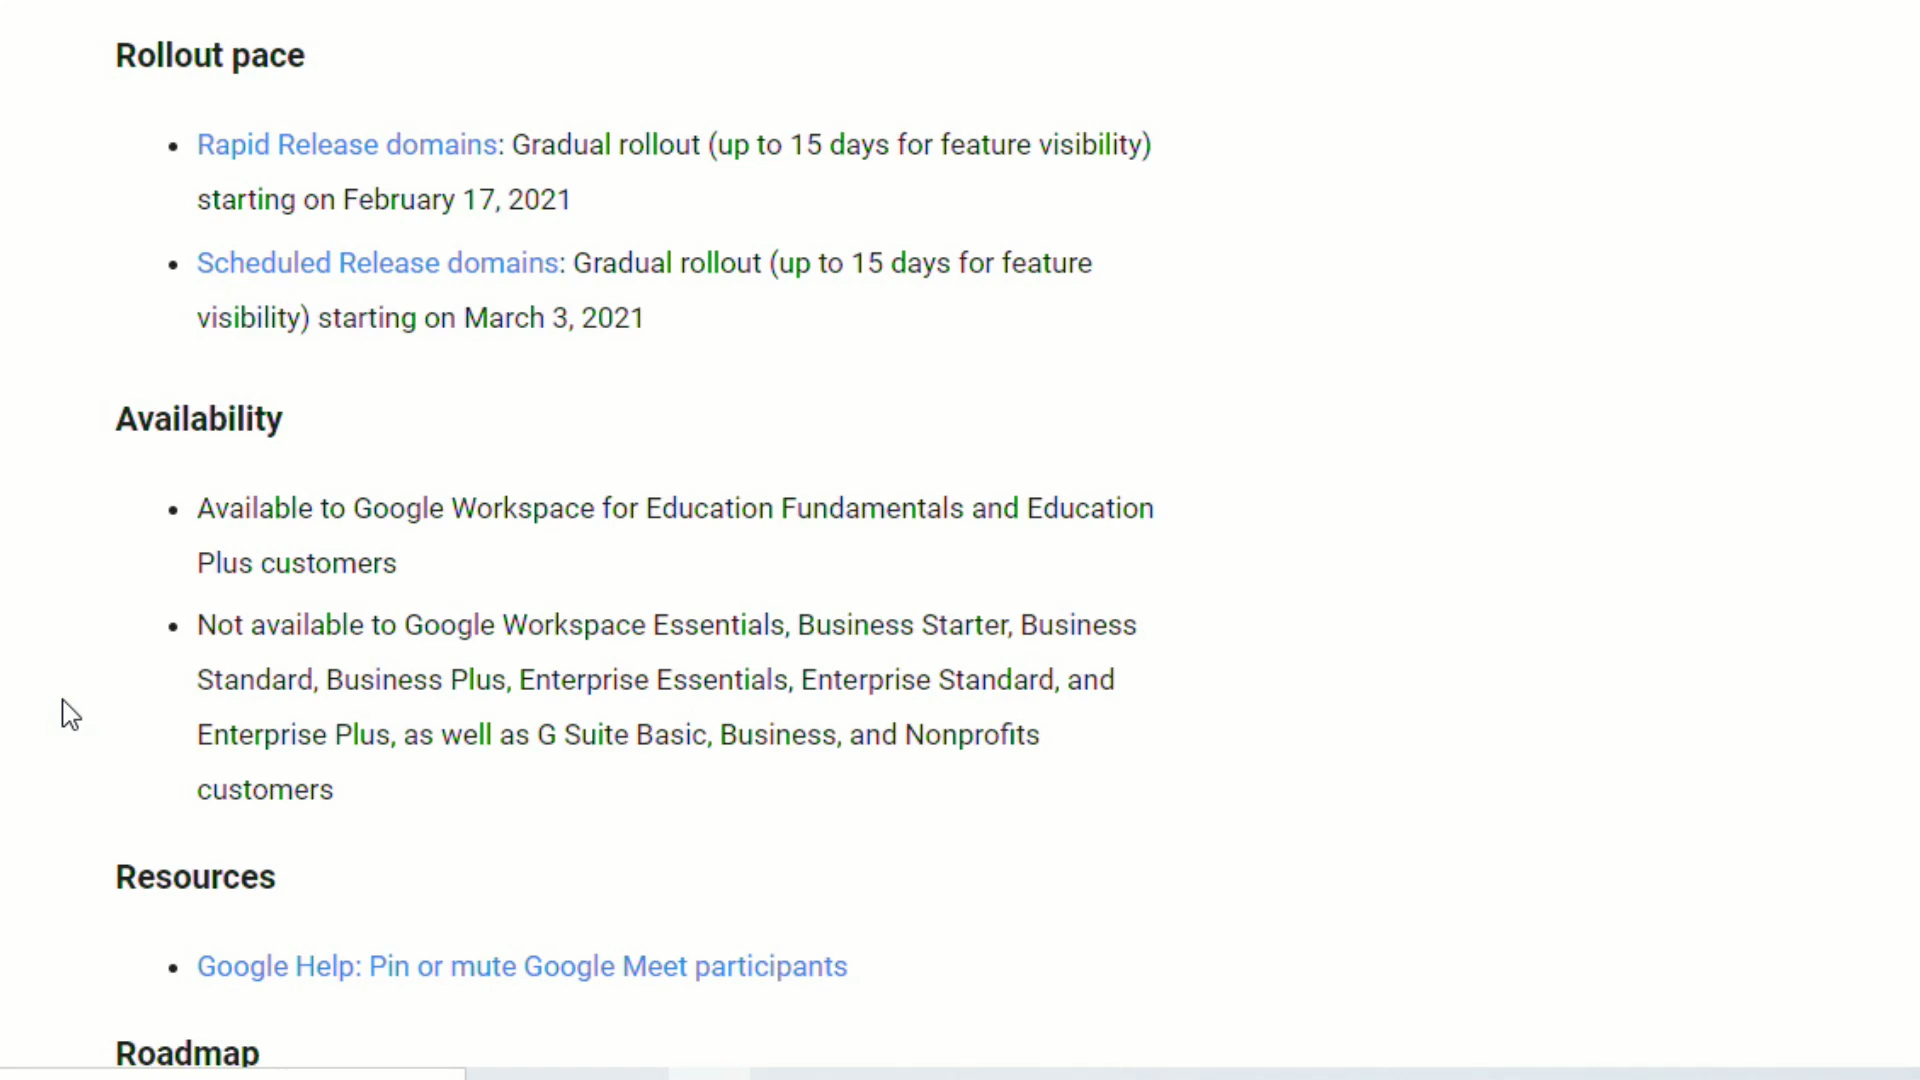 Rollout pace
Rapid Release domains: Gradual rollout (up to 15 days for feature visibility)
starting on February 17, 2021
Scheduled Release domains: Gradual rollout (up to 15 days for feature
visibility) starting on March 3, 2021
Availability
Available to Google Workspace for Education Fundamentals and Education
Plus customers
Not available to Google Workspace Essentials, Business Starter, Business
Standard, Business Plus, Enterprise Essentials, Enterprise Standard, and
Enterprise Plus, as well as G Suite Basic, Business, and Nonprofits
customers
Resources
Google Help: Pin or mute Google Meet participants
Roadmap